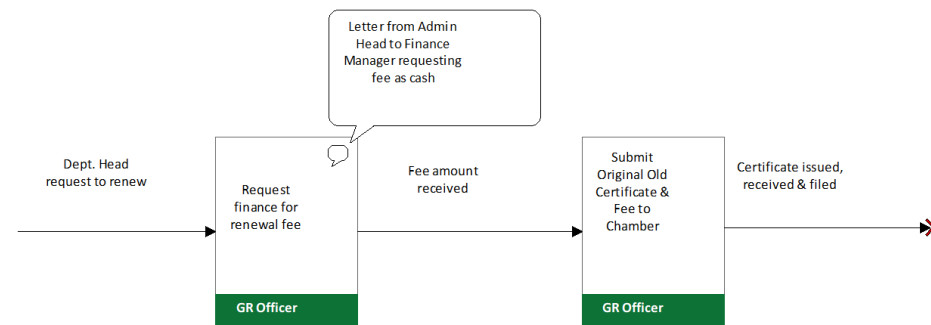 Letter from Admin
Head to Finance
Manager requesting
fee as cash
Dept. Head
request to renew
Request
finance for
renewal fee
GR Officer
Fee amount
received
Submit
Original Old
Certificate &
Fee to
Chamber
GR Officer
Certificate issued,
received & filed